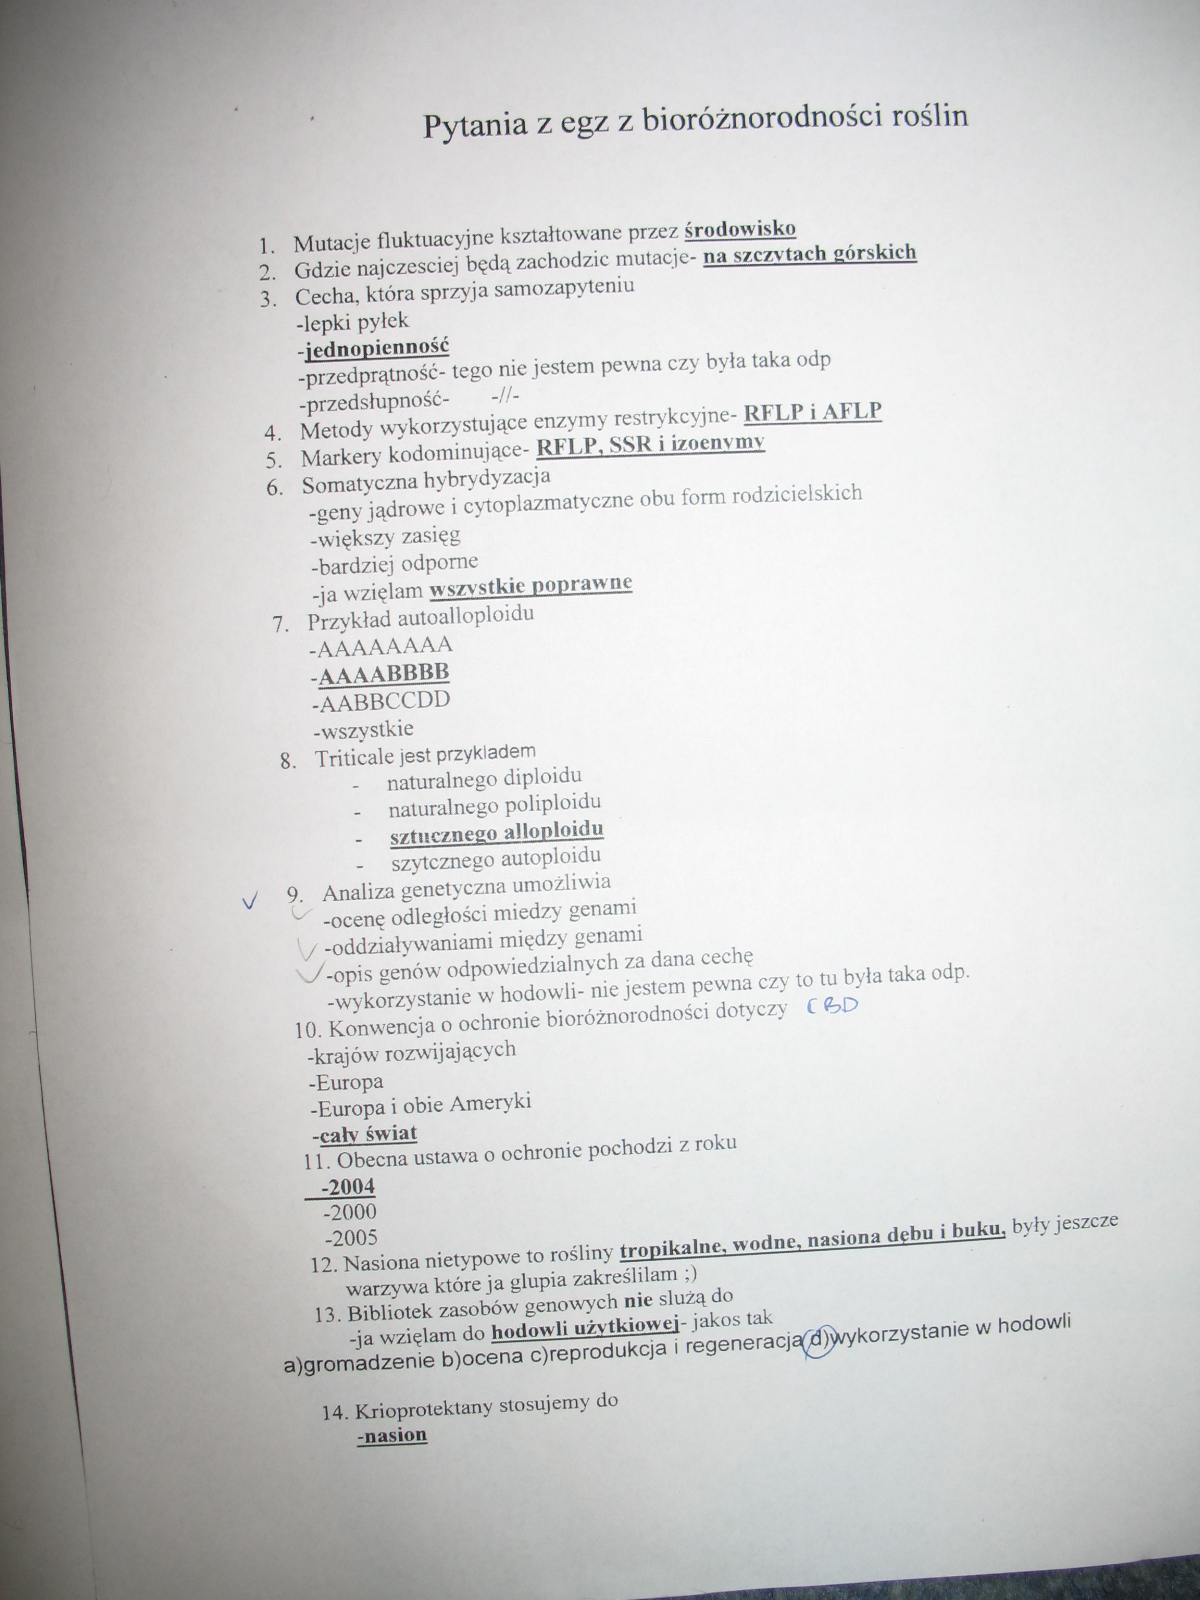 Pytania z egz z bioróżnorodności roślin
1. Mutacje fluktuacyjne kształtowane przez środowisko
2. Gdzie najczesciej będą zachodzic mutacje- na szczytach górskich
3. Cecha, która sprzyja samozapyteniu
-lepki pyłek
-jednopienność
-przedprątność- tego nie jestem pewna czy była taka odp
-przedsłupność- -//-
4. Metody wykorzystujące enzymy restrykcyjne- RFLP i AFLP
5. Markery kodominujące- RFLP, SSR i izoenymy
6. Somatyczna hybrydyzacja
-geny jądrowe i cytoplazmatyczne obu form rodzicielskich
-większy zasięg
-bardziej odporne
-ja wzięlam wszystkie poprawne
7. Przykład autoalloploidu
-AAAAAAAA
-AAAABBBB
-AABBCCDD
-wszystkie
8. Triticale jest przykladem
- naturalnego diploidu
- naturalnego poliploidu
- sztucznego alloploidu
- szytcznego autoploidu
9. Analiza genetyczna umożliwia
-ocenę odległości miedzy genami
-oddziaływaniami między genami
-opis genów odpowiedzialnych za dana cechę
-wykorzystanie w hodowli- nie jestem pewna czy to tu była taka odp.
10. Konwencja o ochronie bioróżnorodności dotyczy CBD
-krajów rozwijających
-Europa
-Europa i obie Ameryki
-cały świat
11. Obecna ustawa o ochronie pochodzi z roku
-2004
-2000
-2005
12. Nasiona nietypowe to rośliny tropikalne, wodne, nasiona dębu i buku, były jeszcze
warzywa które ja glupia zakreślilam ;)
13. Bibliotek zasobów genowych nie slużą do
-ja wzięlam do hodowli użytkiowej- jakos tak
a)gromadzenie b)ocena c)reprodukcja i regeneracja d)wykorzystanie w hodowli
14. Krioprotektany stosujemy do
-nasion